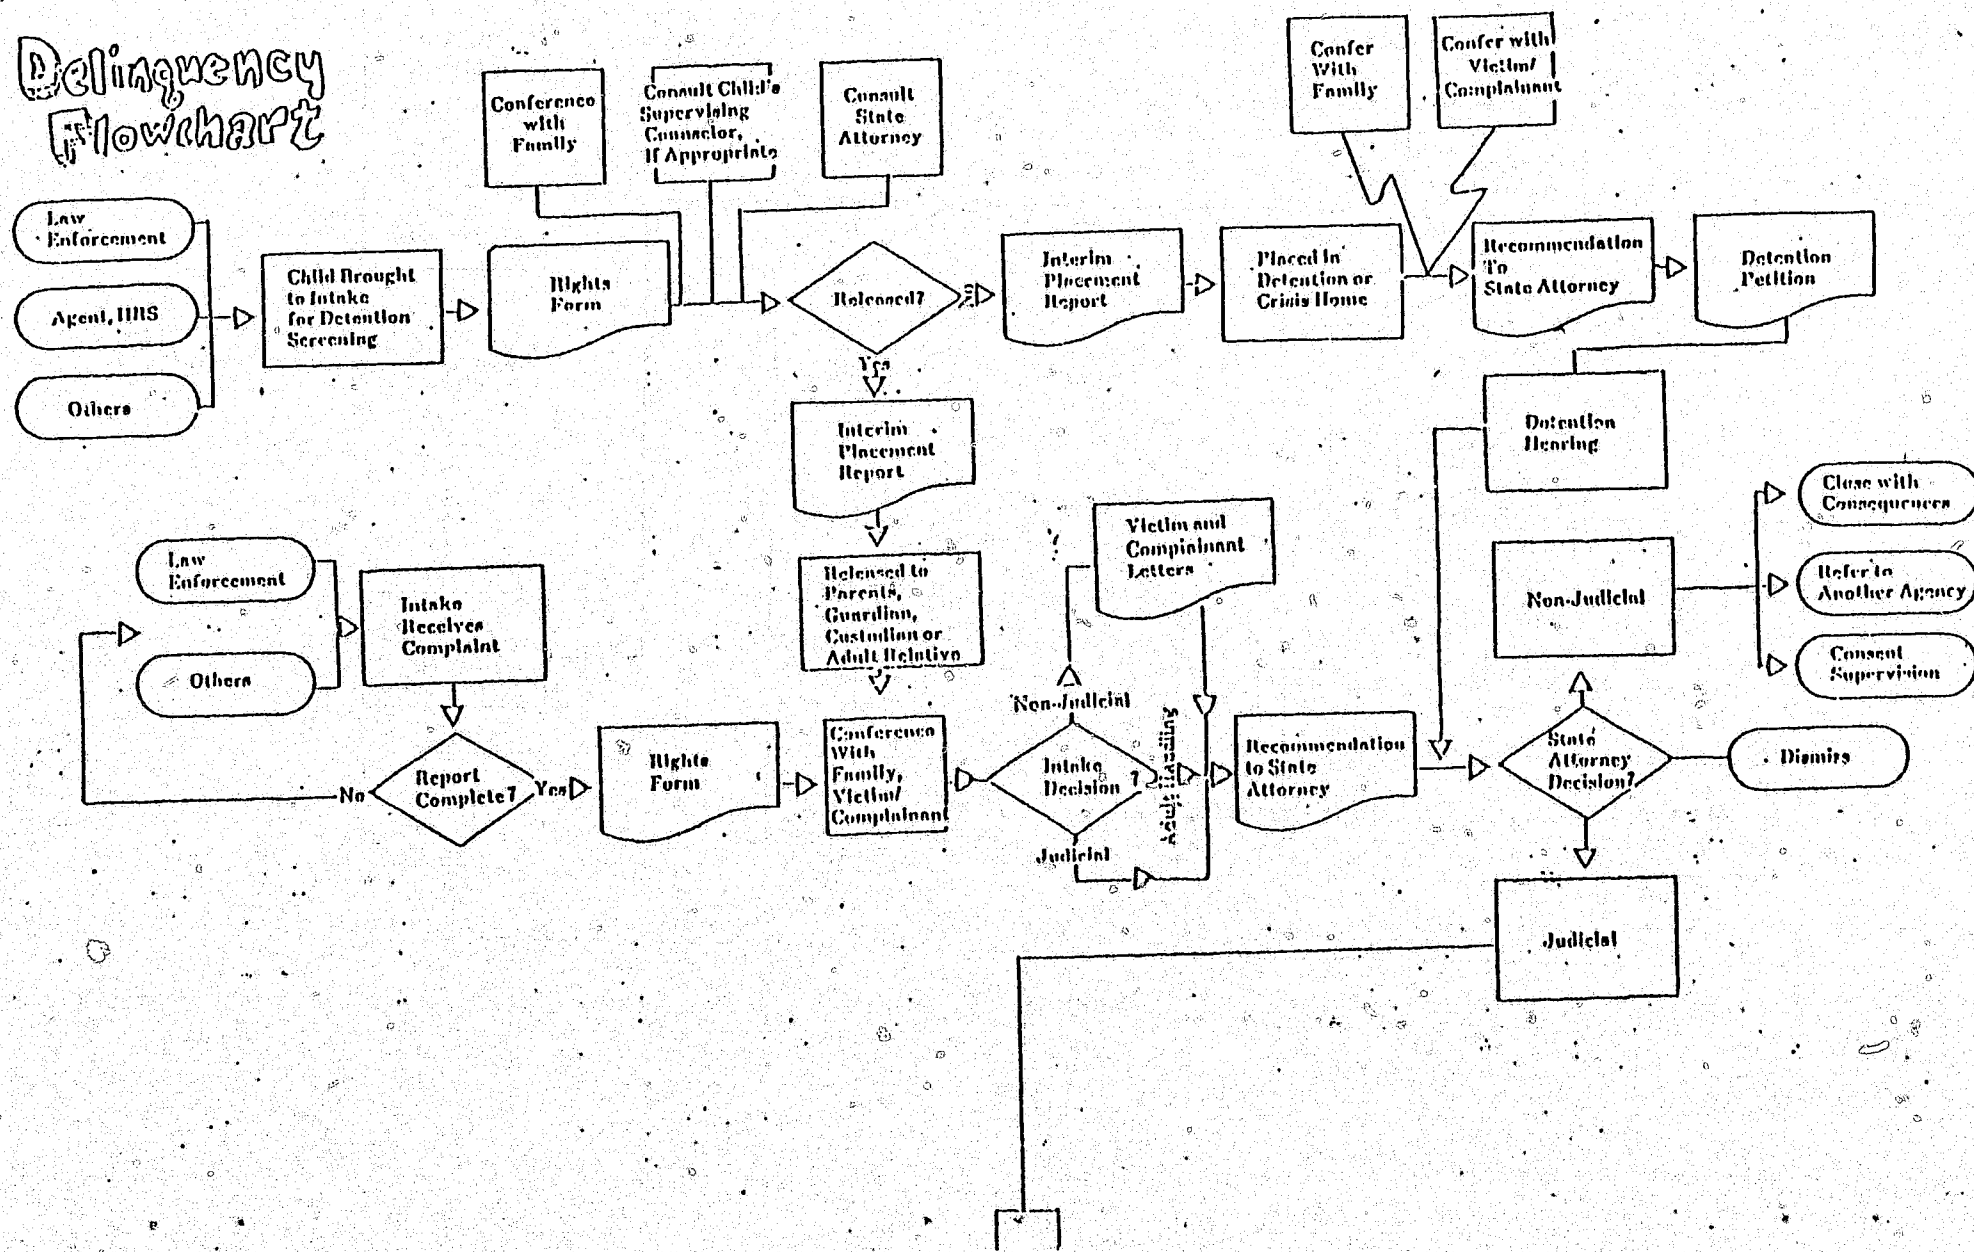 Delinquency
Flowchart
Conference
with
Family
Consult Child's
Supervising
Counselor,
If Appropriate
Consult
State
Attorney
Confer
With
Family
Confer with
Victim/
Complainant
Law
Enforcement
Agent, HRS
Others
Child Brought
to Intake
for Detention
Screening
Rights
Form
Released?
Interim
Placement
Report
Placed in
Detention or
Crisis Home
Recommendation
To
State Attorney
Detention
Petition
Yes
Interim
Placement
Report
Detention
Hearing
Released to
Parents,
Guardian,
Custodian or
Adult Relative
Victim and
Complainant
Letters
Close with
Consequences
Refer to
Another Agency
Consent
Supervision
Non-Judicial
Law
Enforcement
Others
Intake
Receives
Complaint
No
Report
Complete?
Yes
Rights
Form
Conference
With
Family,
Victim/
Complainant
Non-Judicial
Intake
Decision ?
Judicial
Recommendation
to State
Attorney
State
Attorney
Decision?
Dismiss
Judicial